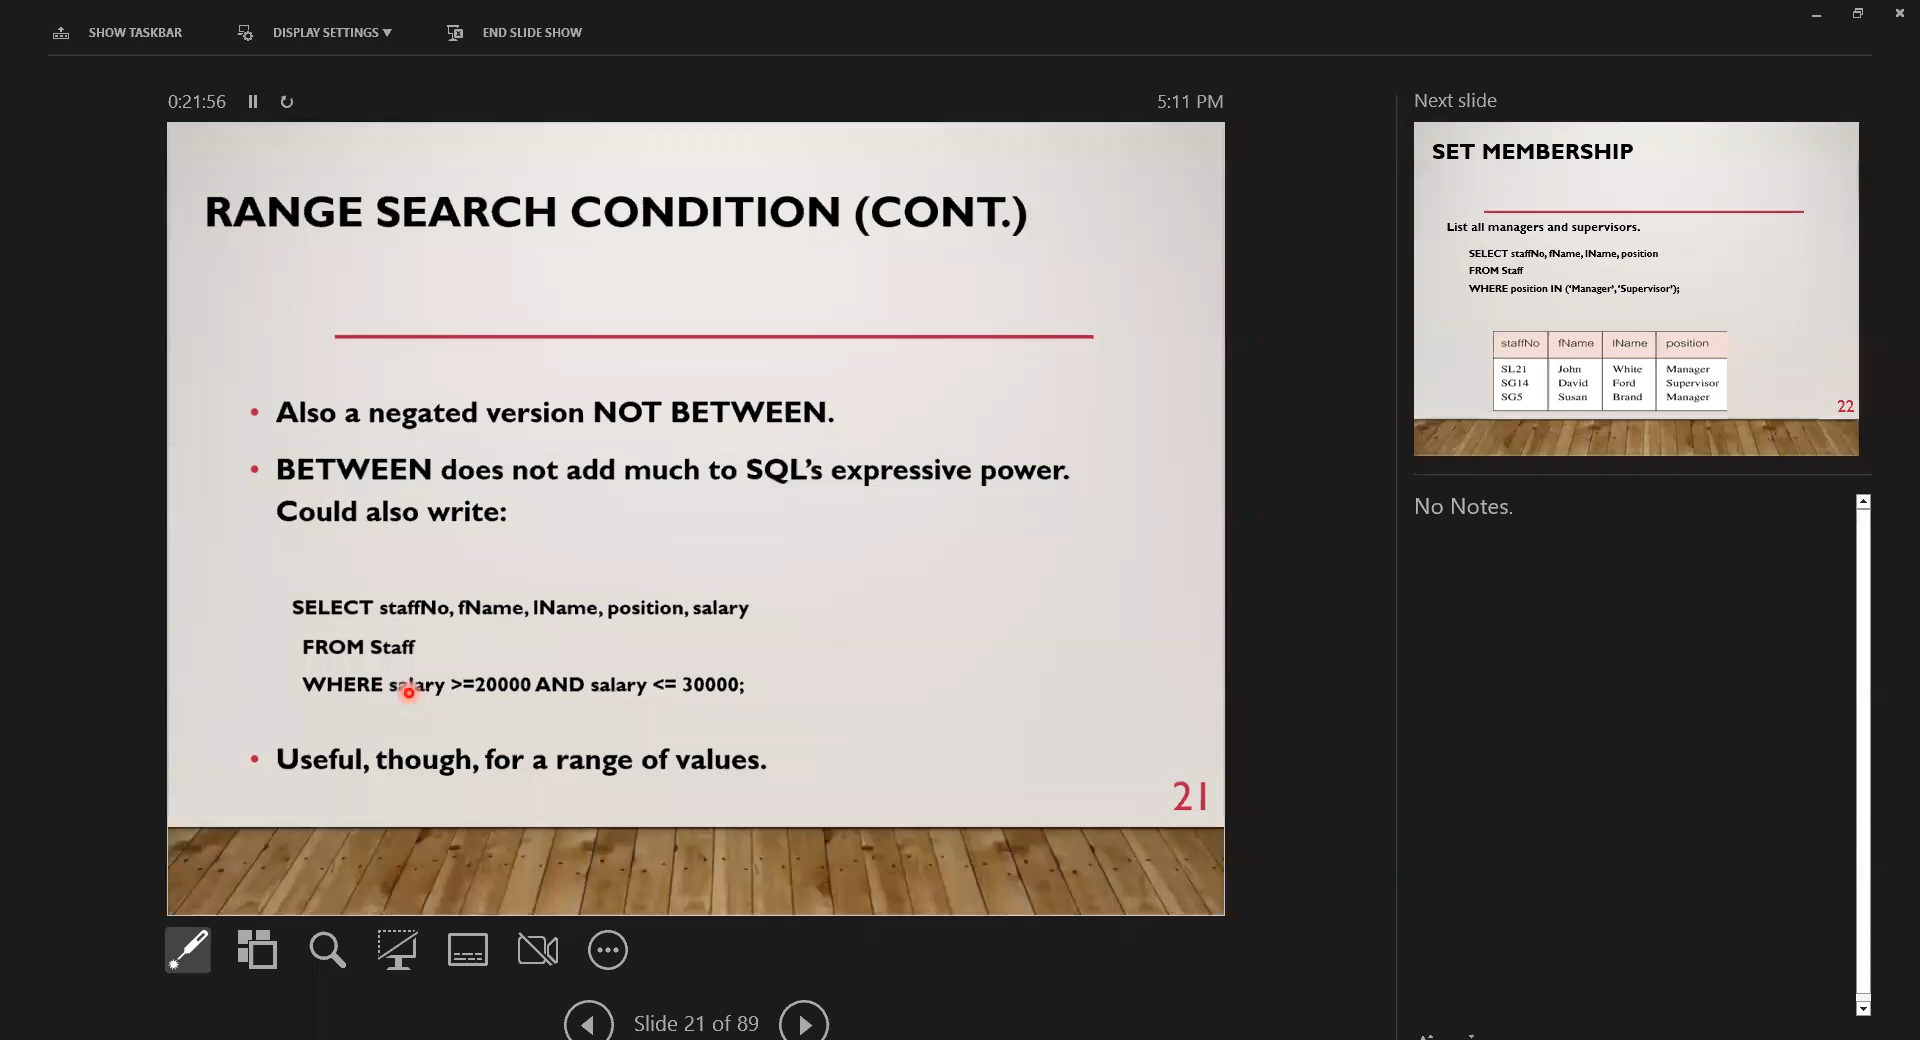 SHOW TASKBAR
DISPLAY SETTINGS ▼
END SLIDE SHOW
0:21:56
5:11 PM
RANGE SEARCH CONDITION (CONT.)
• Also a negated version NOT BETWEEN.
• BETWEEN does not add much to SQL’s expressive power.
Could also write:
SELECT staffNo, fName, lName, position, salary
FROM Staff
WHERE salary >=20000 AND salary <= 30000;
• Useful, though, for a range of values.
21
Slide 21 of 89
Next slide
SET MEMBERSHIP
List all managers and supervisors.
SELECT staffNo, fName, lName, position
FROM Staff
WHERE position IN (‘Manager’, ‘Supervisor’);
staffNo fName lName position
SL21 John White Manager
SG14 David Ford Supervisor
SG5 Susan Brand Manager
22
No Notes.